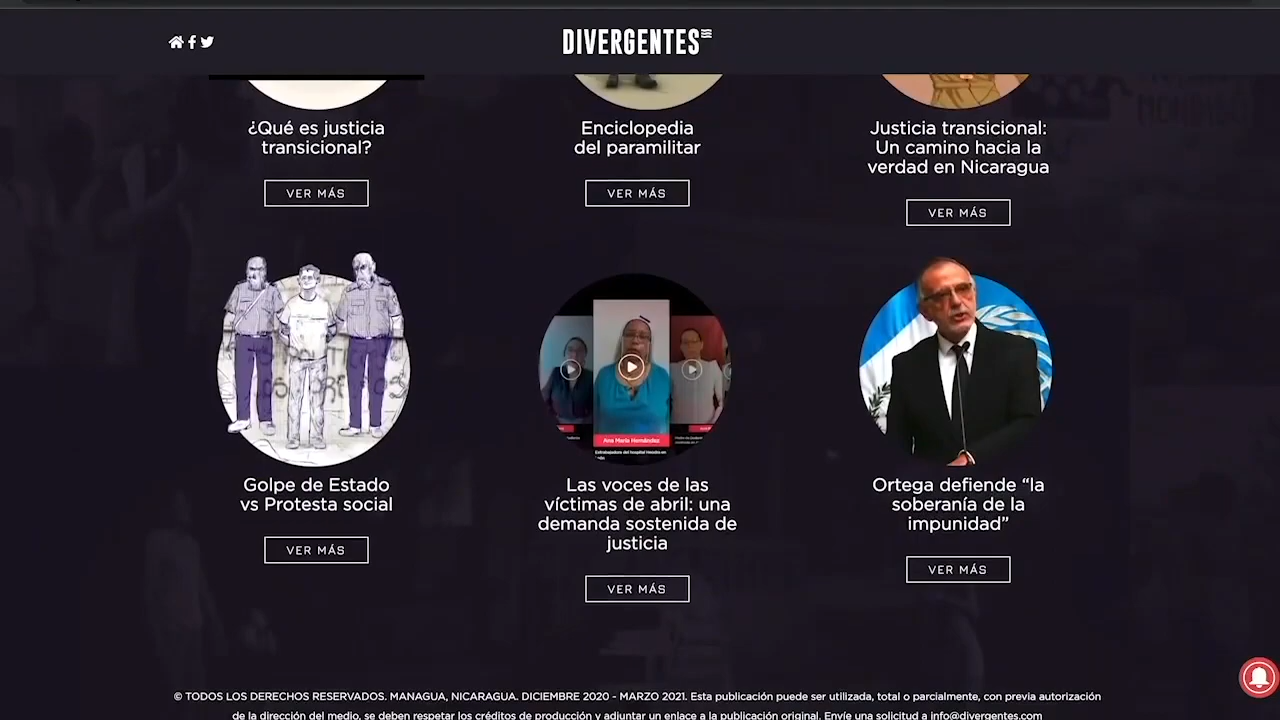 DIVERGENTES
¿Qué es justicia
transicional?
Enciclopedia
del paramilitar
Justicia transicional:
Un camino hacia la
verdad en Nicaragua
VER MÁS
VER MÁS
VER MÁS
Ana María Hernández
Golpe de Estado
vs Protesta social
Las voces de las
víctimas de abril: una
demanda sostenida de
justicia
Ortega defiende “la
soberanía de la
impunidad”
VER MÁS
VER MÁS
VER MÁS
© TODOS LOS DERECHOS RESERVADOS. MANAGUA, NICARAGUA. DICIEMBRE 2020 - MARZO 2021. Esta publicación puede ser utilizada, total o parcialmente, con previa autorización
de la dirección del medio, se deben respetar los créditos de producción y adjuntar un enlace a la publicación original. Envíe una solicitud a info@divergentes.com